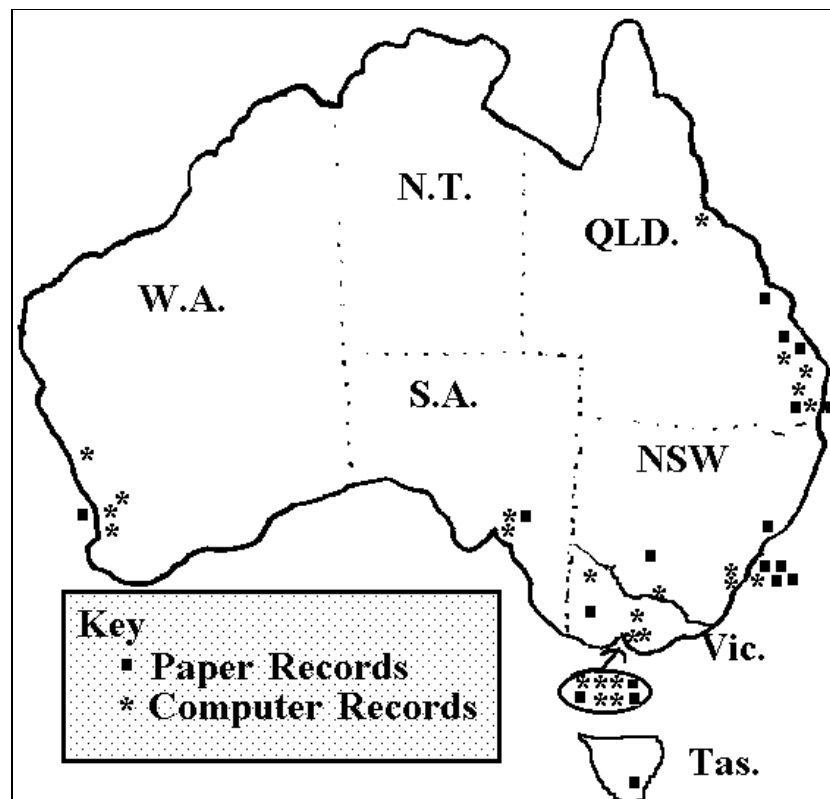 N.T.
QLD.
W.A.
S.A.
NSW
Key
Paper Records
* Computer Records
Vic.
Tas.